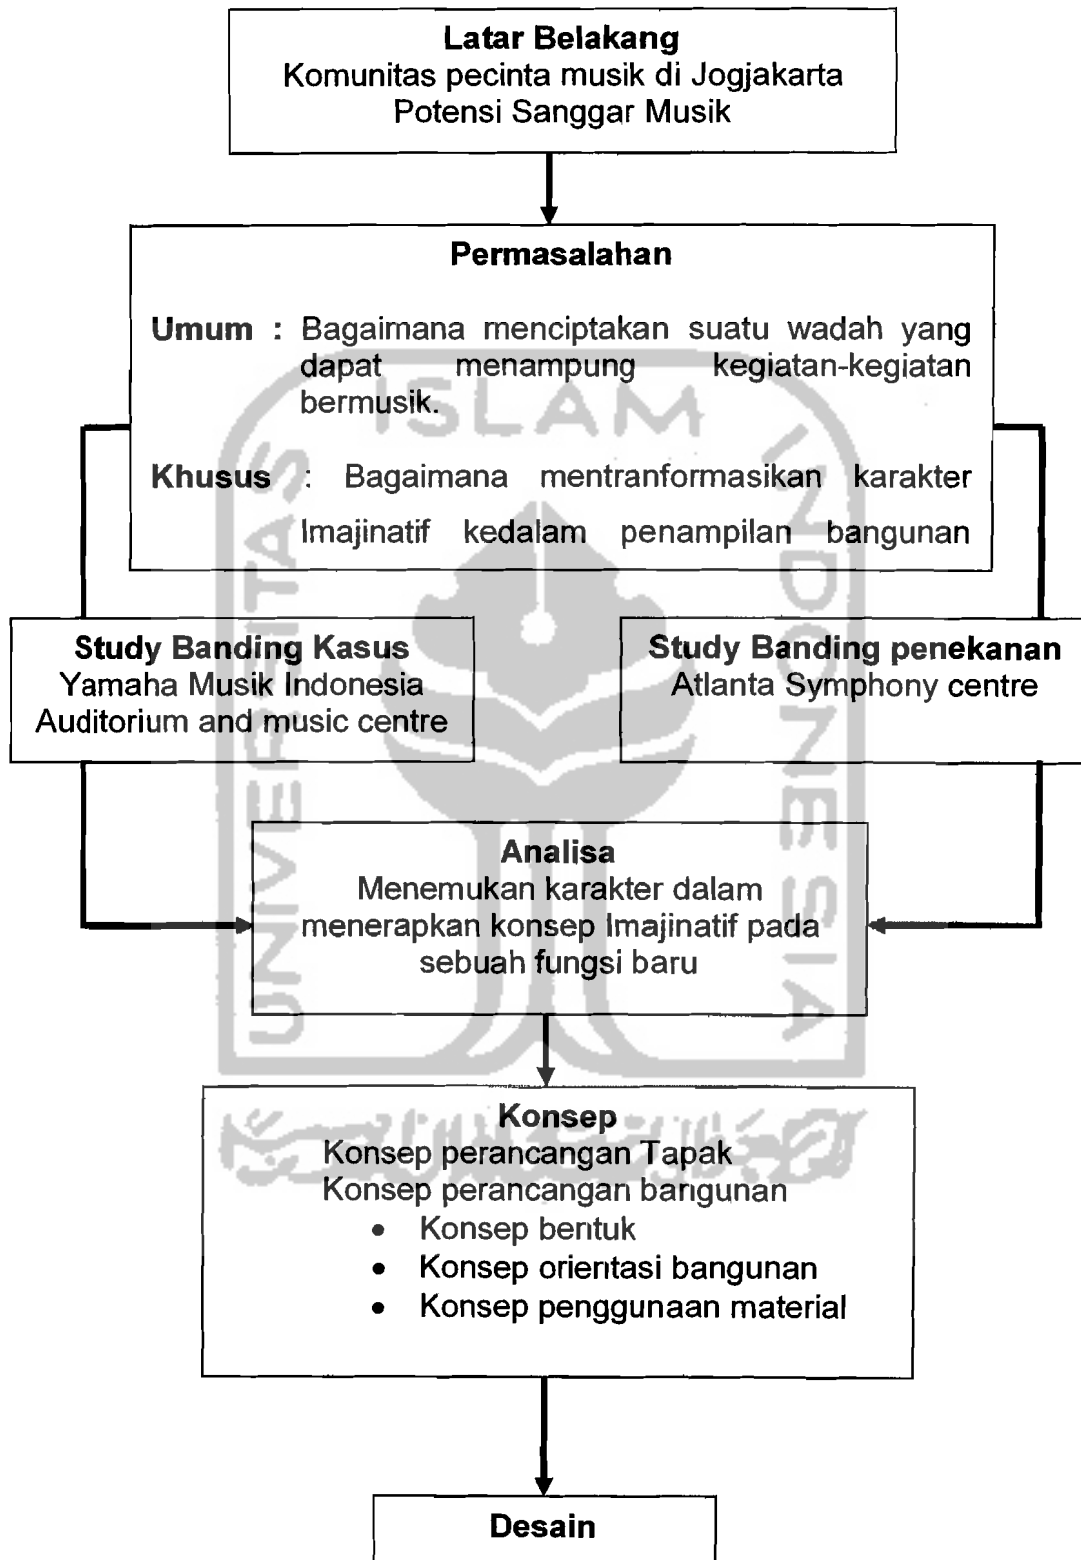 Latar Belakang
Komunitas pecinta musik di Jogjakarta
Potensi Sanggar Musik
Permasalahan
Umum : Bagaimana menciptakan suatu wadah yang
dapat menampung kegiatan-kegiatan
bermusik.
Khusus : Bagaimana mentranformasikan karakter
Imajinatif kedalam penampilan bangunan
Study Banding Kasus
Yamaha Musik Indonesia
Auditorium and music centre
Study Banding penekanan
Atlanta Symphony centre
Analisa
Menemukan karakter dalam
menerapkan konsep Imajinatif pada
sebuah fungsi baru
Konsep
Konsep perancangan Tapak
Konsep perancangan bangunan
• Konsep bentuk
• Konsep orientasi bangunan
• Konsep penggunaan material
Desain
UNIVERSITAS
ISLAM
INDONESIA